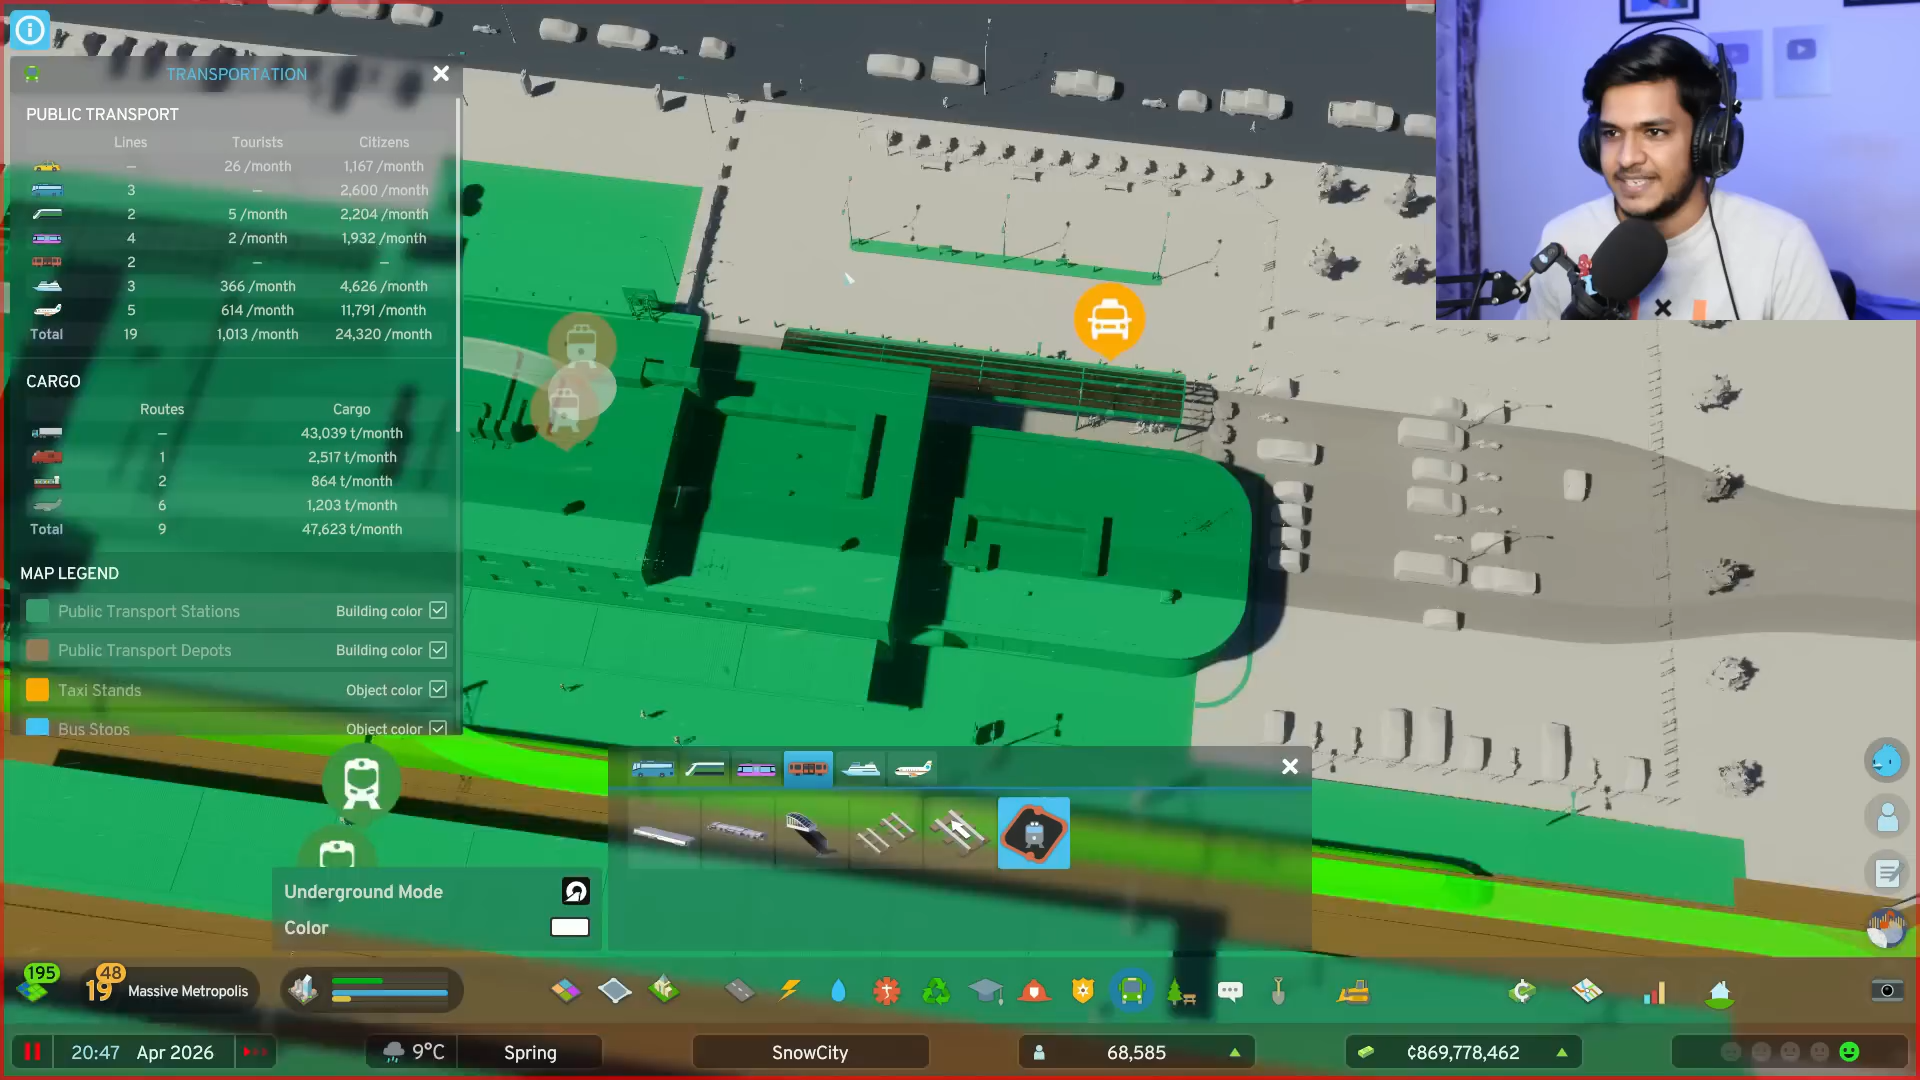 TRANSPORTATION
PUBLIC TRANSPORT
Lines Tourists Citizens
— 26 /month 1,167 /month
3 — 2,600 /month
2 5 /month 2,204 /month
4 2 /month 1,932 /month
2 — —
3 366 /month 4,626 /month
5 614 /month 11,791 /month
Total 19 1,013 /month 24,320 /month
CARGO
Routes Cargo
— 43,039 t/month
1 2,517 t/month
2 864 t/month
6 1,203 t/month
Total 9 47,623 t/month
MAP LEGEND
Public Transport Stations Building color
Public Transport Depots Building color
Taxi Stands Object color
Bus Stops Object color
Underground Mode
Color
195
48
19 Massive Metropolis
20:47 Apr 2026
9°C Spring
SnowCity
68,585
¢869,778,462